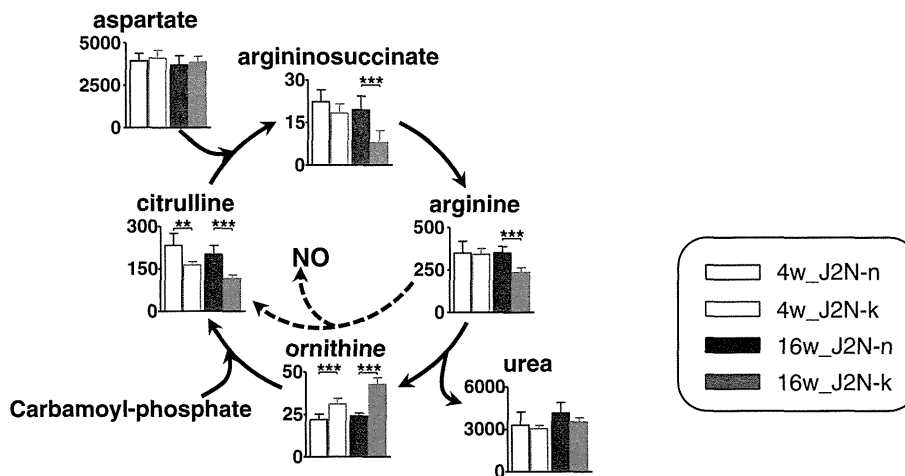 aspartate
5000
2500
0
argininosuccinate
30
15
0
***
citrulline
300
150
0
**
***
arginine
500
250
0
***
NO
ornithine
50
25
0
***
***
urea
6000
3000
0
Carbamoyl-phosphate
4w_J2N-n
4w_J2N-k
16w_J2N-n
16w_J2N-k